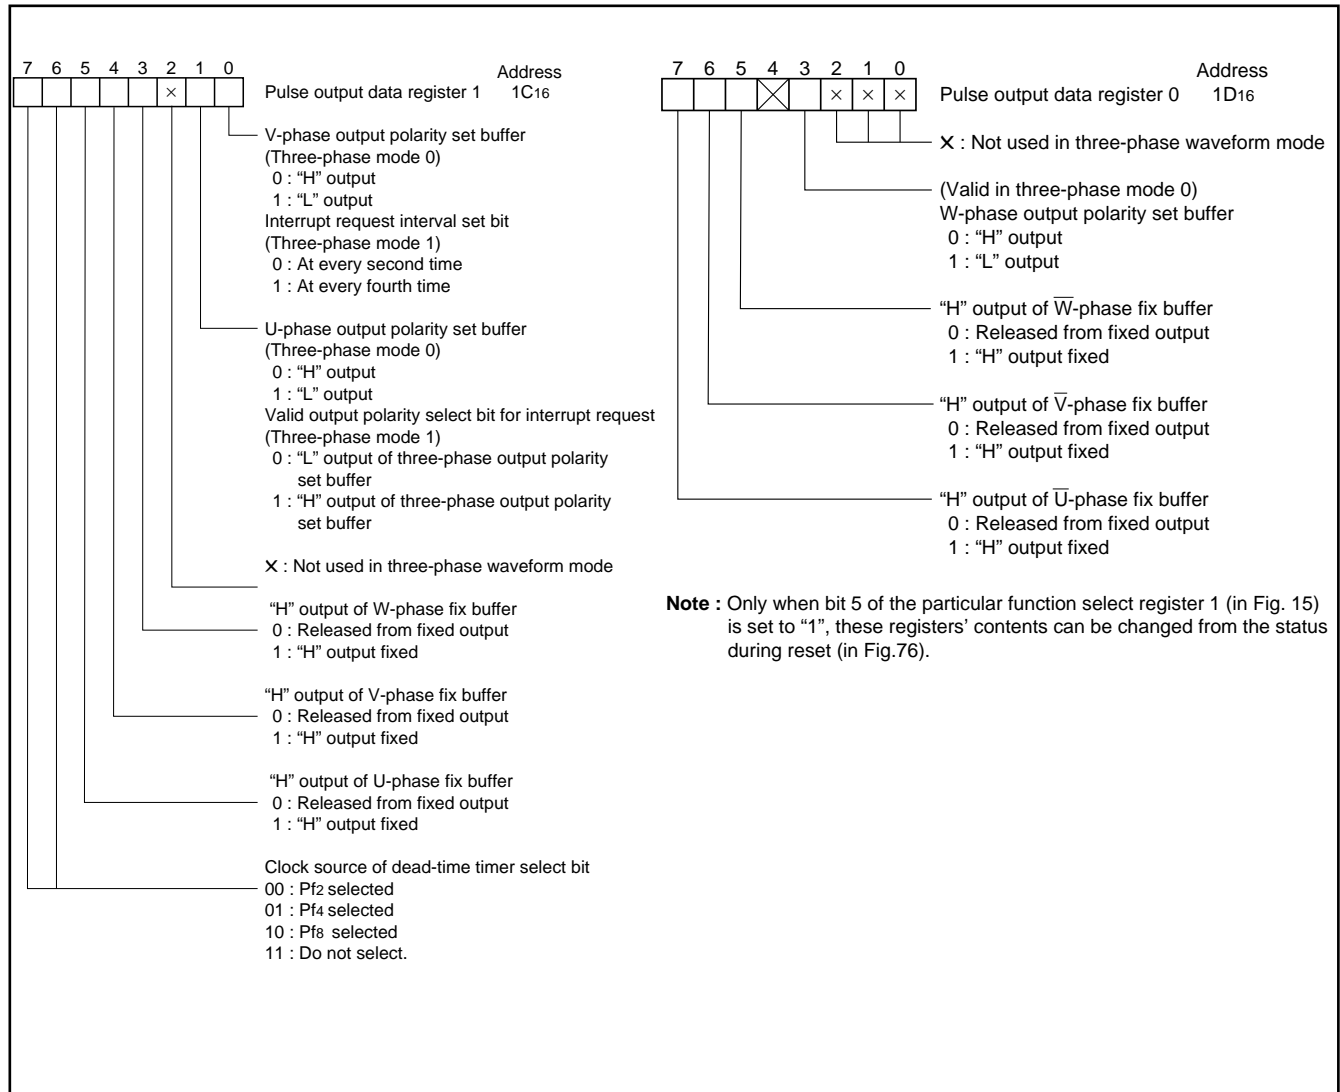 7 6 5 4 3 2 1 0
×
Pulse output data register 1
Address
1C16
V-phase output polarity set buffer
(Three-phase mode 0)
0 : “H” output
1 : “L” output
Interrupt request interval set bit
(Three-phase mode 1)
0 : At every second time
1 : At every fourth time
U-phase output polarity set buffer
(Three-phase mode 0)
0 : “H” output
1 : “L” output
Valid output polarity select bit for interrupt request
(Three-phase mode 1)
0 : “L” output of three-phase output polarity
set buffer
1 : “H” output of three-phase output polarity
set buffer
× : Not used in three-phase waveform mode
“H” output of W-phase fix buffer
0 : Released from fixed output
1 : “H” output fixed
“H” output of V-phase fix buffer
0 : Released from fixed output
1 : “H” output fixed
“H” output of U-phase fix buffer
0 : Released from fixed output
1 : “H” output fixed
Clock source of dead-time timer select bit
00 : Pf2 selected
01 : Pf4 selected
10 : Pf8 selected
11 : Do not select.
7 6 5 4 3 2 1 0
× × ×
Pulse output data register 0
Address
1D16
× : Not used in three-phase waveform mode
(Valid in three-phase mode 0)
W-phase output polarity set buffer
0 : “H” output
1 : “L” output
“H” output of W̅-phase fix buffer
0 : Released from fixed output
1 : “H” output fixed
“H” output of V̅-phase fix buffer
0 : Released from fixed output
1 : “H” output fixed
“H” output of U̅-phase fix buffer
0 : Released from fixed output
1 : “H” output fixed
Note : Only when bit 5 of the particular function select register 1 (in Fig. 15)
is set to “1”, these registers’ contents can be changed from the status
during reset (in Fig.76).